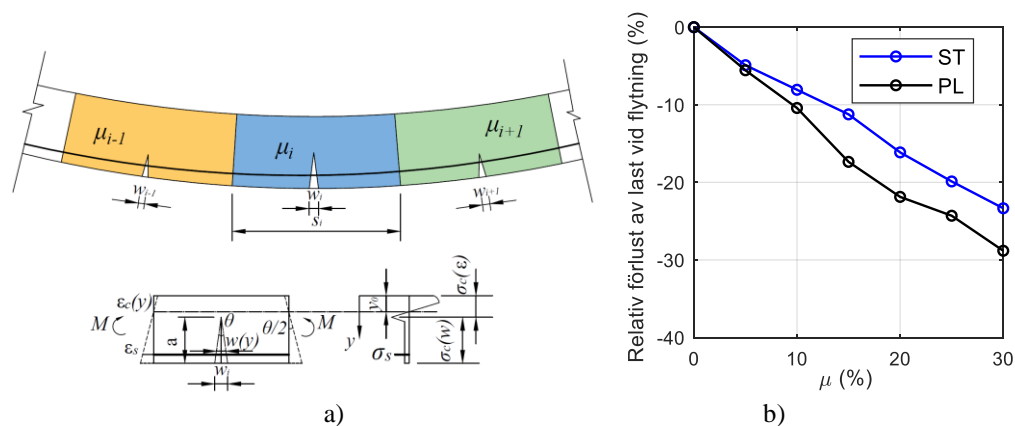 μi-1
μi
μi+1
wi-1
wi
wi+1
si
εc(y)
M
θ
θ/2
M
a
w(y)
εs
wi
y0
y
σs
σc(ε)
σc(w)
a)
Relativ förlust av last vid flytning (%)
0
-10
-20
-30
-40
ST
PL
0
10
20
30
μ (%)
b)